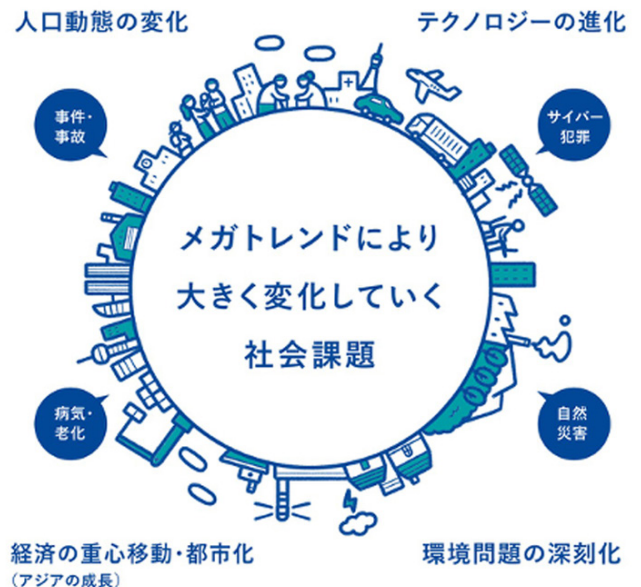 人口動態の変化
テクノロジーの進化
事件・
事故
サイバー
犯罪
メガトレンドにより
大きく変化していく
社会課題
病気・
老化
自然
災害
経済の重心移動・都市化
（アジアの成長）
環境問題の深刻化